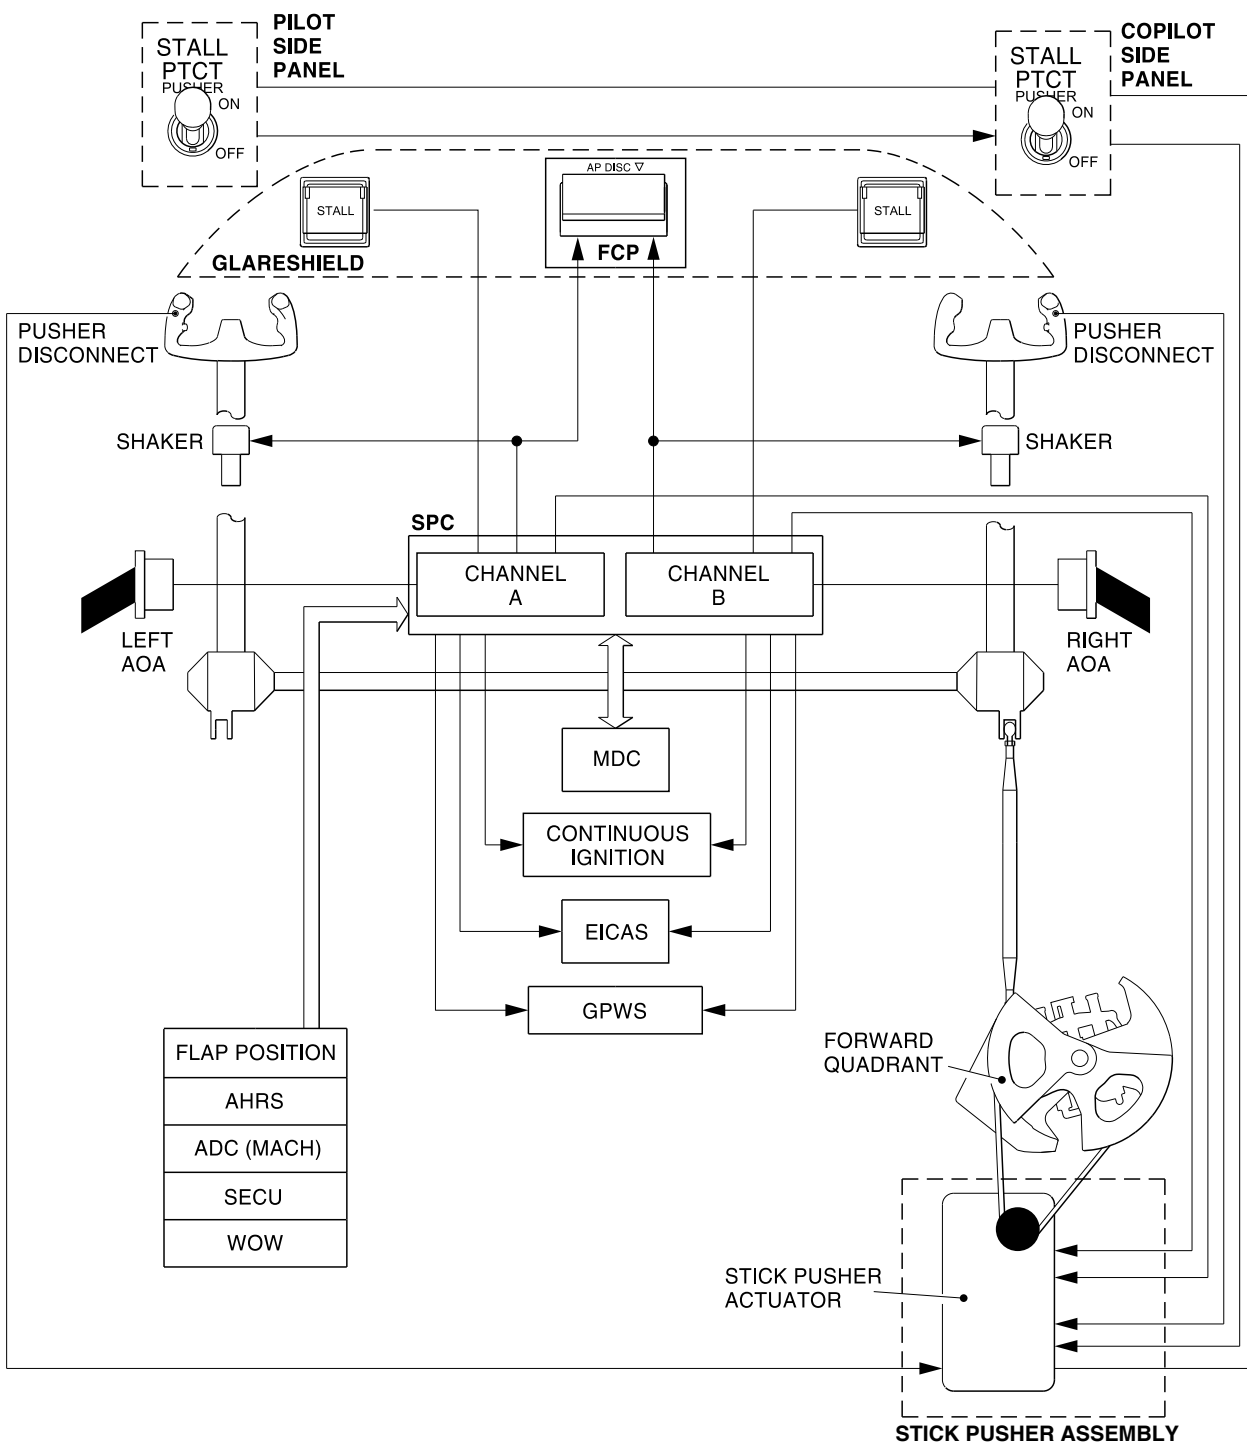 PILOT
SIDE
PANEL
STALL
PTCT
PUSHER
ON
OFF
COPILOT
SIDE
PANEL
STALL
PTCT
PUSHER
ON
OFF
AP DISC ▽
FCP
STALL
STALL
GLARESHIELD
PUSHER
DISCONNECT
PUSHER
DISCONNECT
SHAKER
SHAKER
SPC
CHANNEL
A
CHANNEL
B
LEFT
AOA
RIGHT
AOA
MDC
CONTINUOUS
IGNITION
EICAS
GPWS
FLAP POSITION
AHRS
ADC (MACH)
SECU
WOW
FORWARD
QUADRANT
STICK PUSHER
ACTUATOR
STICK PUSHER ASSEMBLY